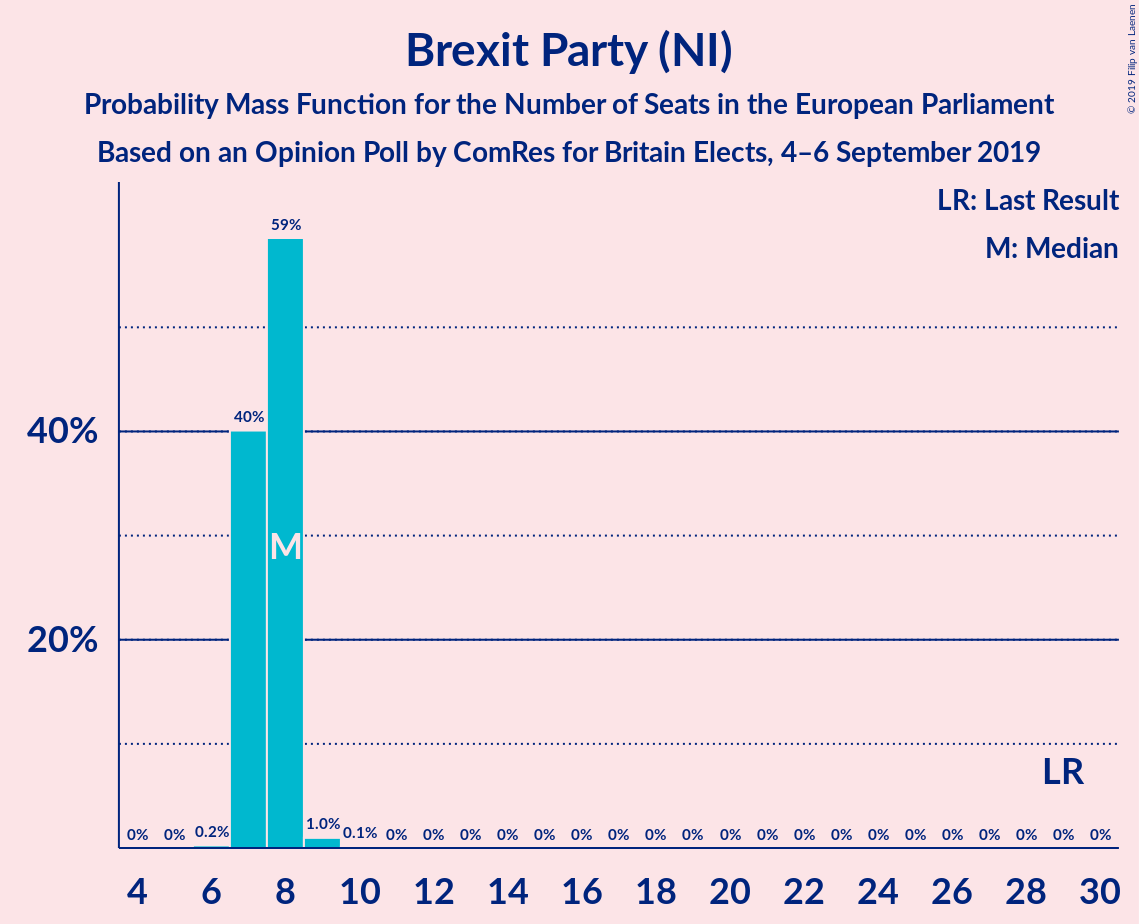 Brexit Party (NI)
Probability Mass Function for the Number of Seats in the European Parliament
Based on an Opinion Poll by ComRes for Britain Elects, 4–6 September 2019
© 2019 Filip van Laenen
LR: Last Result
M: Median
59%
40%
40%
M
20%
LR
0% 0% 0.2% 1.0% 0.1% 0% 0% 0% 0% 0% 0% 0% 0% 0% 0% 0% 0% 0% 0% 0% 0% 0% 0% 0% 0%
4 6 8 10 12 14 16 18 20 22 24 26 28 30